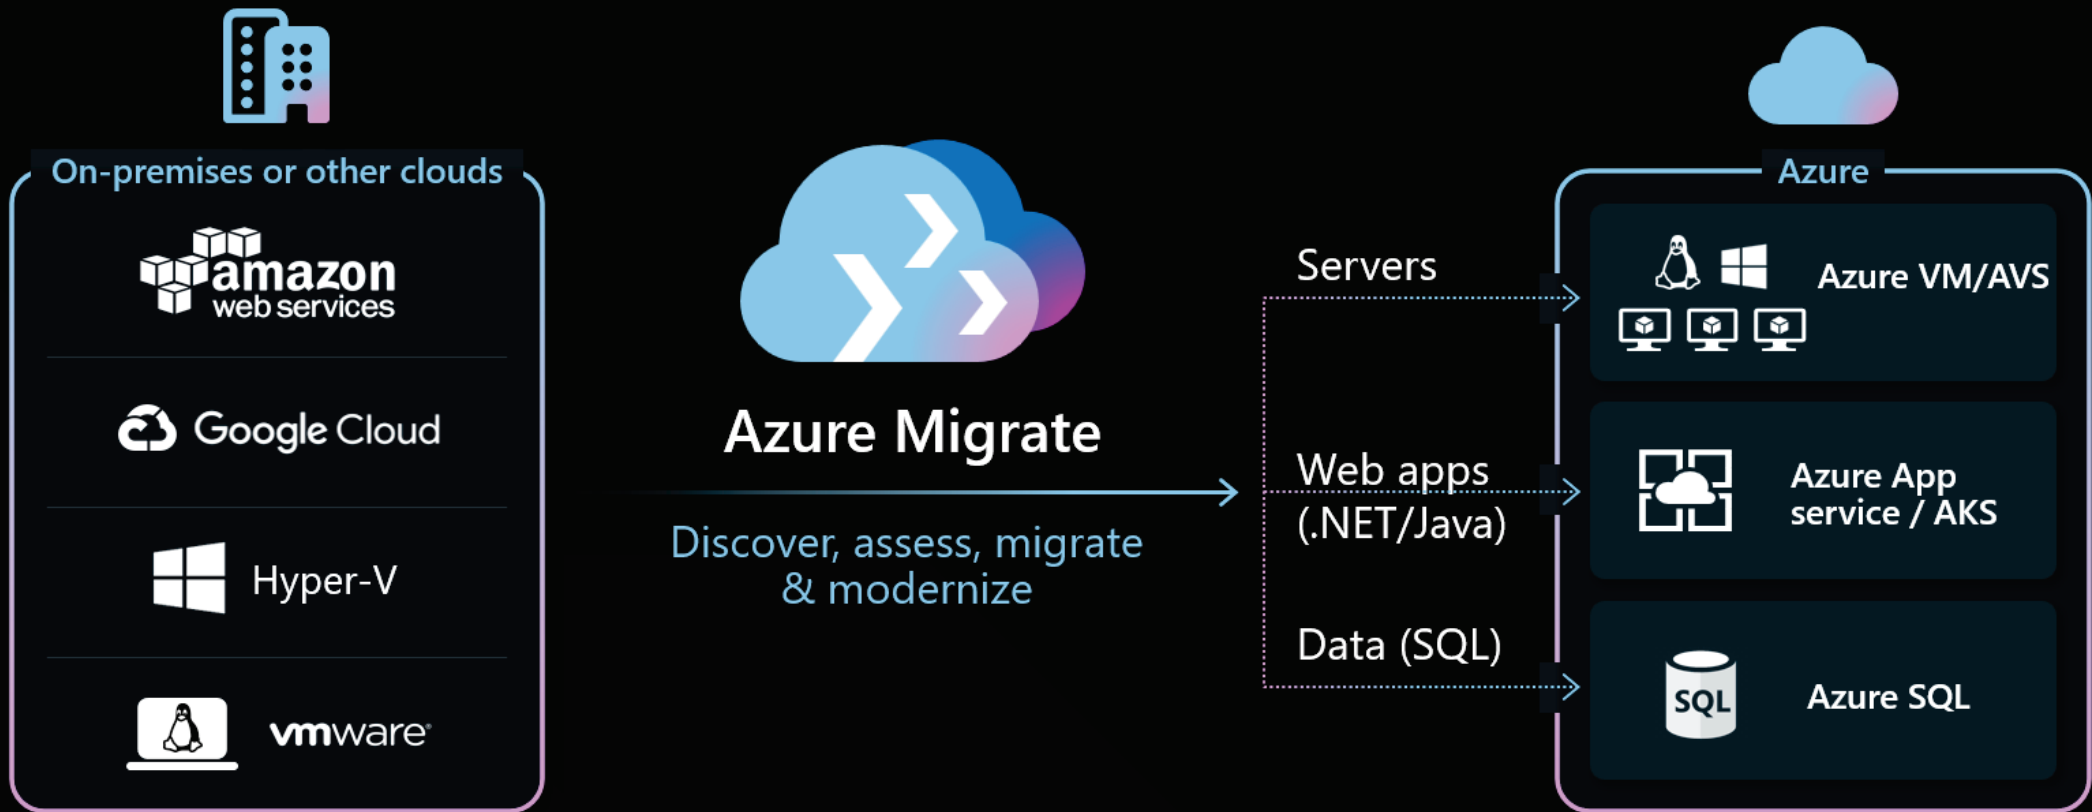 On-premises or other clouds
amazon
web services
Google Cloud
Hyper-V
vmware®
Azure Migrate
Discover, assess, migrate
& modernize
Servers
Web apps
(.NET/Java)
Data (SQL)
Azure
Azure VM/AVS
Azure App
service / AKS
SQL
Azure SQL